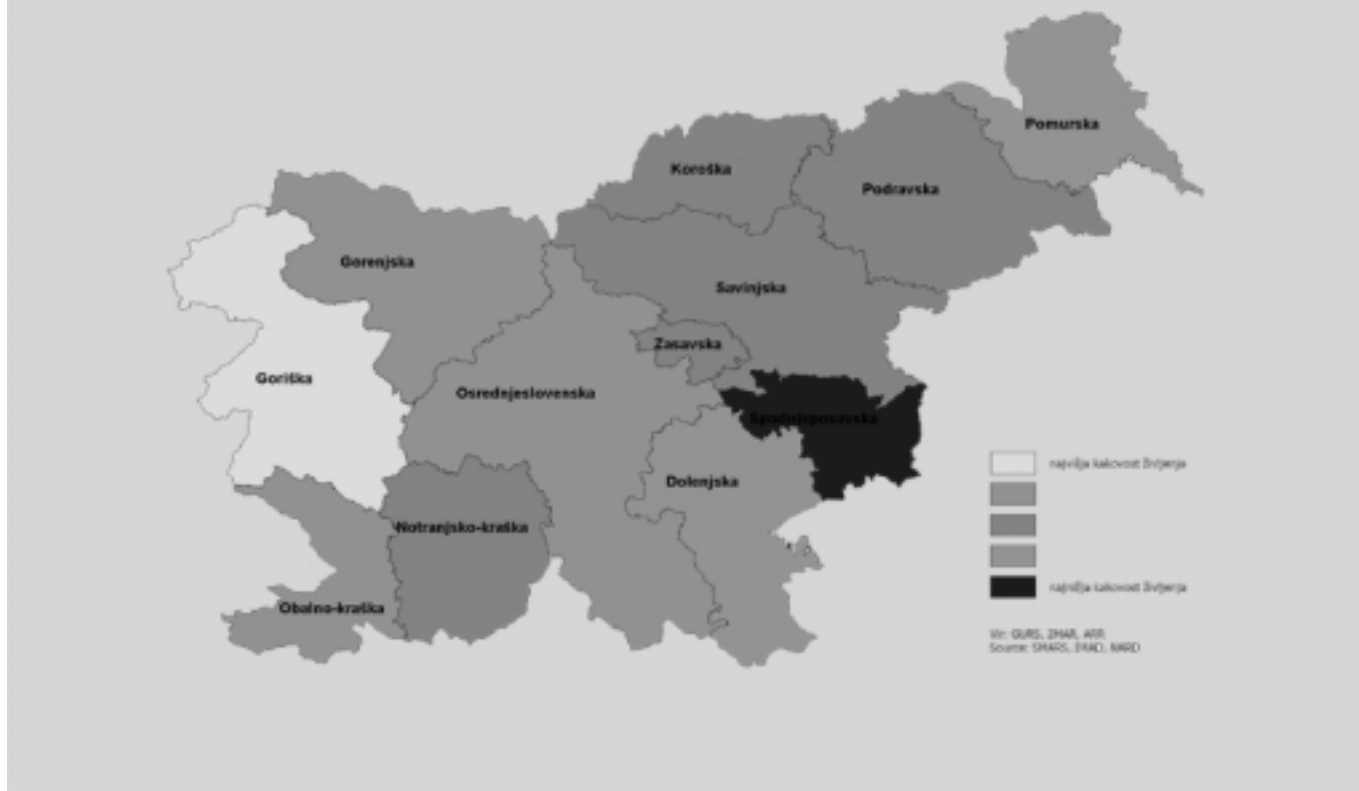 Pomurska
Koroška
Podravska
Gorenjska
Savinjska
Zasavska
Goriška
Osrednjeslovenska
Spodnjeposavska
Dolenjska
Notranjsko-kraška
Obalno-kraška
najvišja kakovost življenja
najnižja kakovost življenja
Vir: GURS, ZMAR, ARR
Source: SMARS, IMAD, NARD